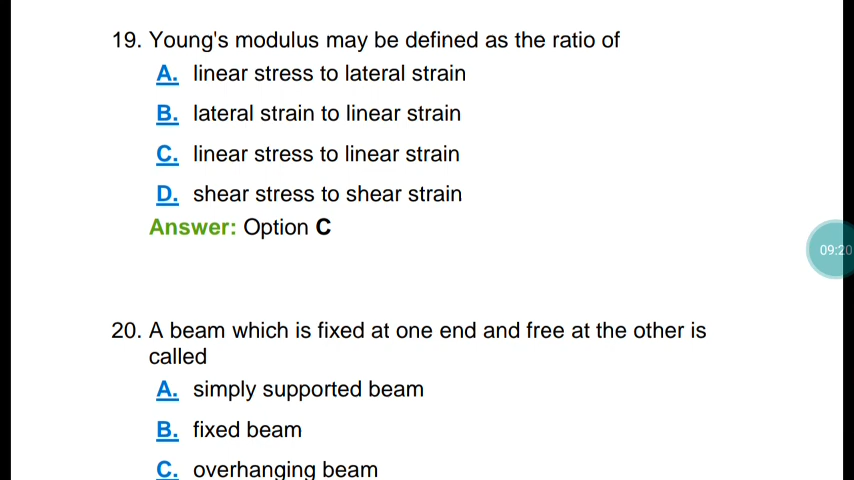 19. Young's modulus may be defined as the ratio of
A. linear stress to lateral strain
B. lateral strain to linear strain
C. linear stress to linear strain
D. shear stress to shear strain
Answer: Option C
09:20
20. A beam which is fixed at one end and free at the other is
called
A. simply supported beam
B. fixed beam
C. overhanging beam